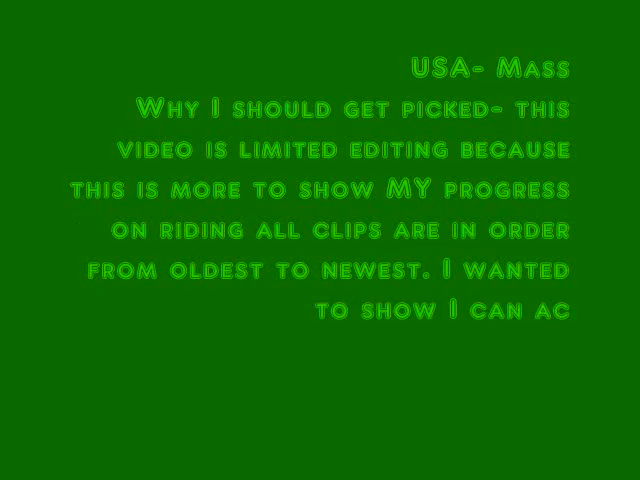 USA- Mass
Why I should get picked- this
video is limited editing because
this is more to show MY progress
on riding all clips are in order
from oldest to newest. I wanted
to show I can ac